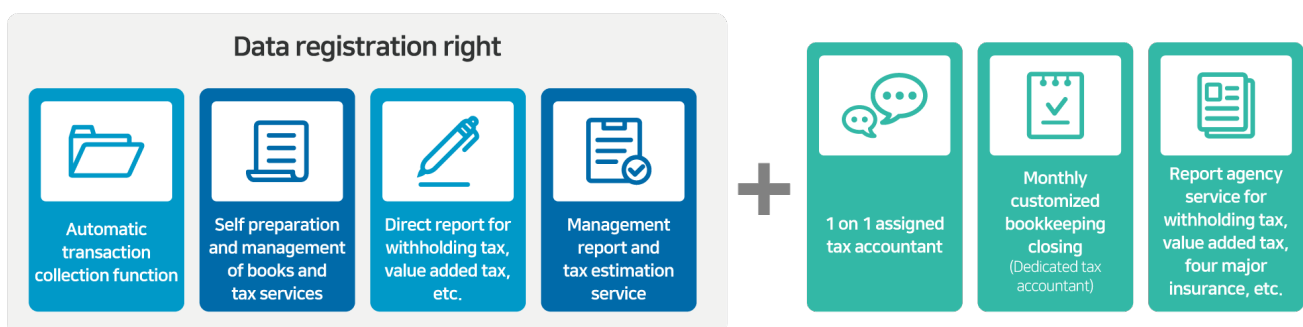 Data registration right
Automatic
transaction
collection function
Self preparation
and management
of books and
tax services
Direct report for
withholding tax,
value added tax,
etc.
Management
report and
tax estimation
service
1 on 1 assigned
tax accountant
Monthly
customized
bookkeeping
closing
(Dedicated tax
accountant)
Report agency
service for
withholding tax,
value added tax,
four major
insurance, etc.